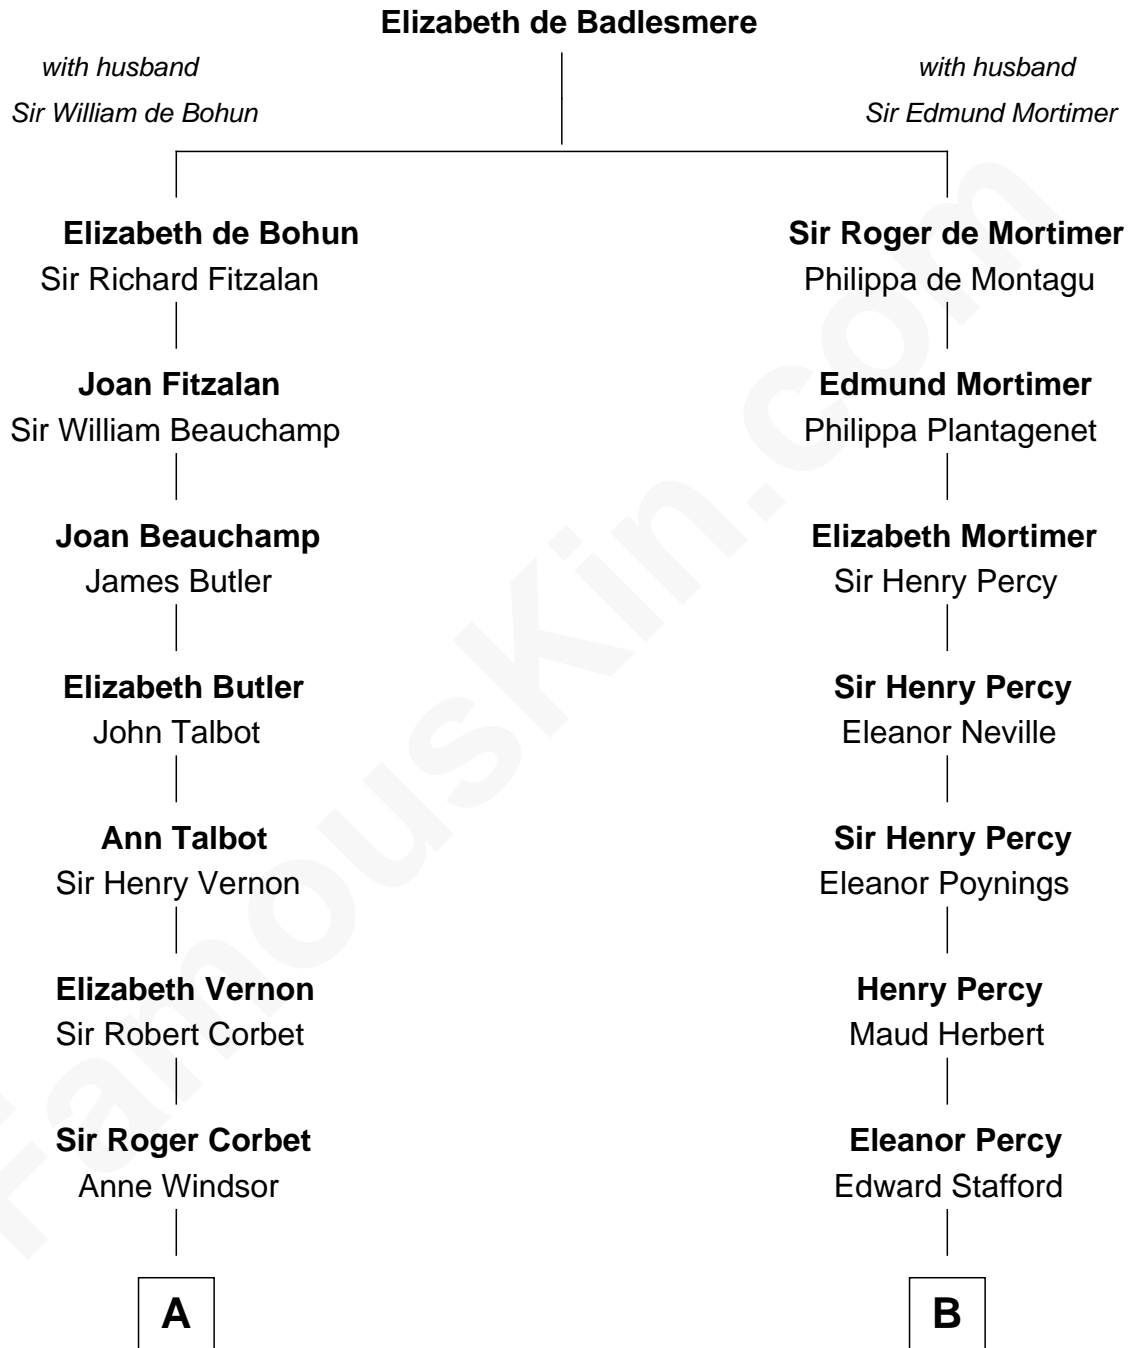 Elizabeth de Badlesmere
with husband
Sir William de Bohun
with husband
Sir Edmund Mortimer
Elizabeth de Bohun
Sir Richard Fitzalan
Joan Fitzalan
Sir William Beauchamp
Joan Beauchamp
James Butler
Elizabeth Butler
John Talbot
Ann Talbot
Sir Henry Vernon
Elizabeth Vernon
Sir Robert Corbet
Sir Roger Corbet
Anne Windsor
A
Sir Roger de Mortimer
Philippa de Montagu
Edmund Mortimer
Philippa Plantagenet
Elizabeth Mortimer
Sir Henry Percy
Sir Henry Percy
Eleanor Neville
Sir Henry Percy
Eleanor Poynings
Henry Percy
Maud Herbert
Eleanor Percy
Edward Stafford
B
FamousKin.com